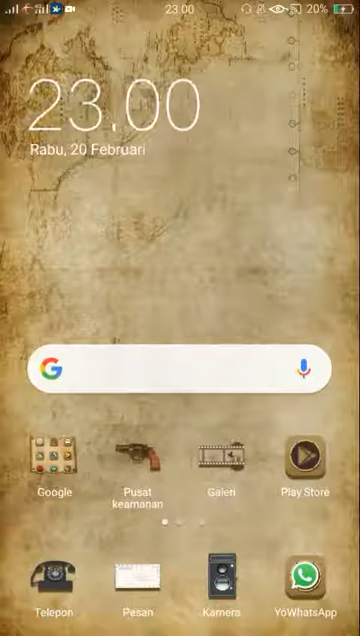 23.00
20%
23.00
Rabu, 20 Februari
G
Google
Pusat
keamanan
Galeri
Play Store
Telepon
Pesan
Kamera
YoWhatsApp